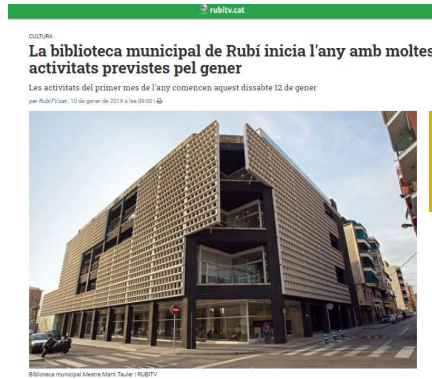 rubitv.cat
CULTURA
La biblioteca municipal de Rubí inicia l'any amb moltes
activitats previstes pel gener
Les activitats del primer mes de l'any comencen aquest dissabte 12 de gener
per RubiTV.cat, 10 de gener de 2019 a les 09:00 |
Biblioteca municipal Mestre Martí Tauler | RUBITV